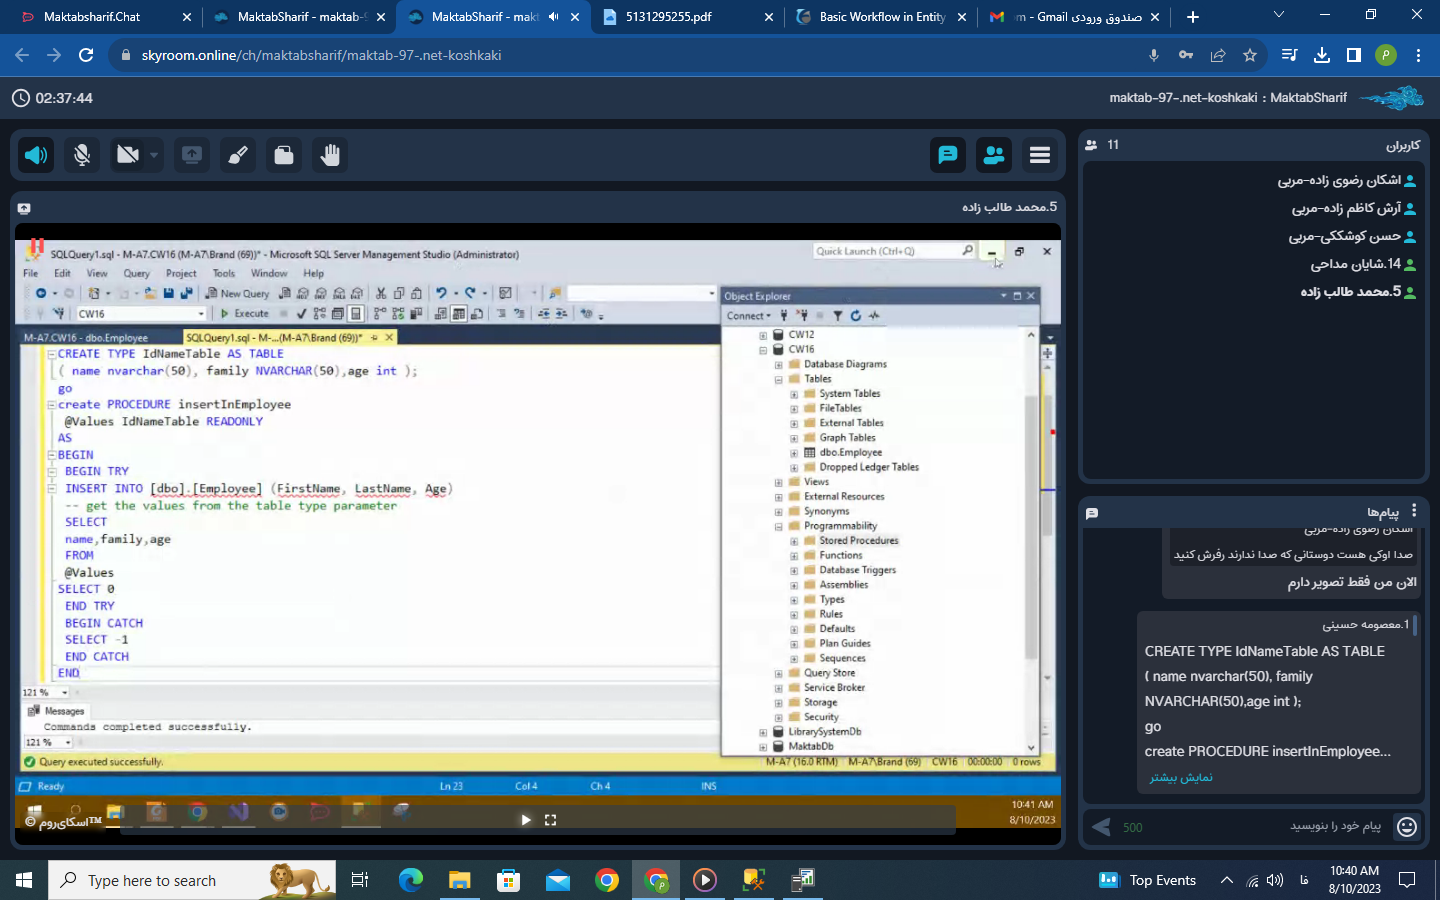 Maktabsharif.Chat
MaktabSharif - maktab-9
MaktabSharif - makt
5131295255.pdf
Basic Workflow in Entity
صندوق ورودی - Gmail
skyroom.online/ch/maktabsharif/maktab-97-.net-koshkaki
02:37:44
maktab-97-.net-koshkaki : MaktabSharif
5.محمد طالب زاده
SQLQuery1.sql - M-A7.CW16 (M-A7\Brand (69))* - Microsoft SQL Server Management Studio (Administrator)
Quick Launch (Ctrl+Q)
File Edit View Query Project Tools Window Help
New Query
CW16
Execute
M-A7.CW16 - dbo.Employee
SQLQuery1.sql - M-...(M-A7\Brand (69))*
CREATE TYPE IdNameTable AS TABLE
( name nvarchar(50), family NVARCHAR(50),age int );
go
create PROCEDURE insertInEmployee
@Values IdNameTable READONLY
AS
BEGIN
BEGIN TRY
INSERT INTO [dbo].[Employee] (FirstName, LastName, Age)
-- get the values from the table type parameter
SELECT
name,family,age
FROM
@Values
SELECT 0
END TRY
BEGIN CATCH
SELECT -1
END CATCH
END
121 %
Messages
Commands completed successfully.
121 %
Query executed successfully.
M-A7 (16.0 RTM)
M-A7\Brand (69)
CW16
00:00:00
0 rows
Ready
Ln 23
Col 4
Ch 4
INS
Object Explorer
Connect
CW12
CW16
Database Diagrams
Tables
System Tables
FileTables
External Tables
Graph Tables
dbo.Employee
Dropped Ledger Tables
Views
External Resources
Synonyms
Programmability
Stored Procedures
Functions
Database Triggers
Assemblies
Types
Rules
Defaults
Plan Guides
Sequences
Query Store
Service Broker
Storage
Security
LibrarySystemDb
MaktabDb
10:41 AM
8/10/2023
© اسکای‌روم™
کاربران
11
اشکان رضوی زاده-مربی
آرش کاظم زاده-مربی
حسن کوشککی-مربی
14.شایان مداحی
5.محمد طالب زاده
پیام‌ها
اشکان رضوی زاده-مربی
صدا اوکی هست دوستانی که صدا ندارند رفرش کنید
الان من فقط تصویر دارم
1.معصومه حسینی
CREATE TYPE IdNameTable AS TABLE
( name nvarchar(50), family
NVARCHAR(50),age int );
go
create PROCEDURE insertInEmployee...
نمایش بیشتر
پیام خود را بنویسید
500
Type here to search
Top Events
فا
10:40 AM
8/10/2023